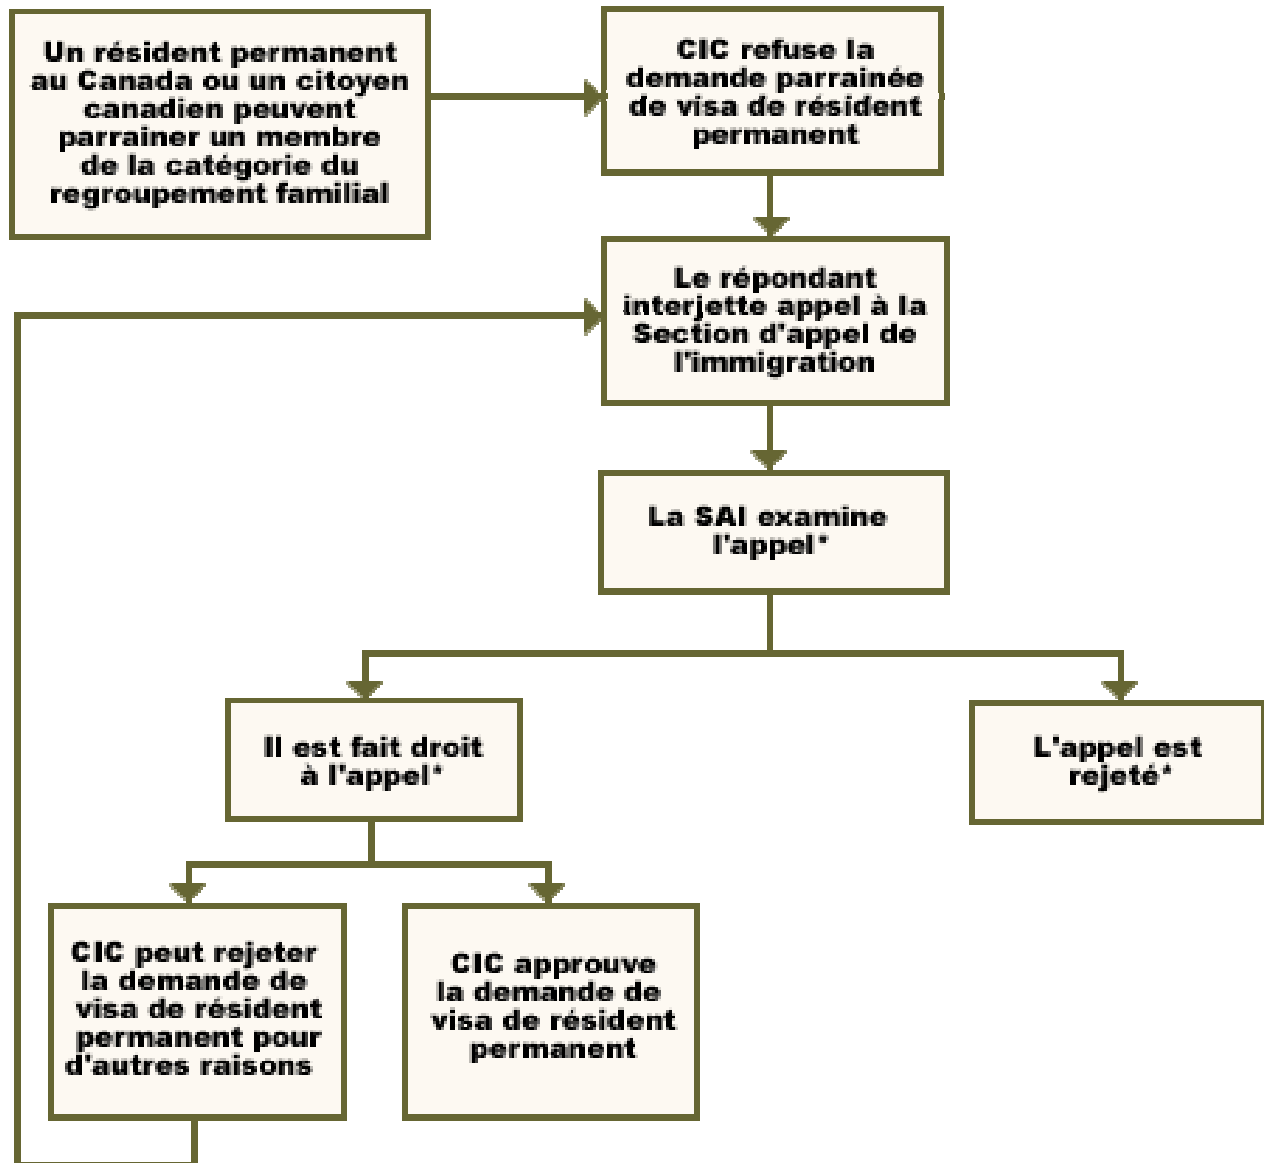 Un résident permanent
au Canada ou un citoyen
canadien peuvent
parrainer un membre
de la catégorie du
regroupement familial
CIC refuse la
demande parrainée
de visa de résident
permanent
Le répondant
interjette appel à la
Section d'appel de
l'immigration
La SAI examine
l'appel*
Il est fait droit
à l'appel*
L'appel est
rejeté*
CIC peut rejeter
la demande de
visa de résident
permanent pour
d'autres raisons
CIC approuve
la demande de
visa de résident
permanent